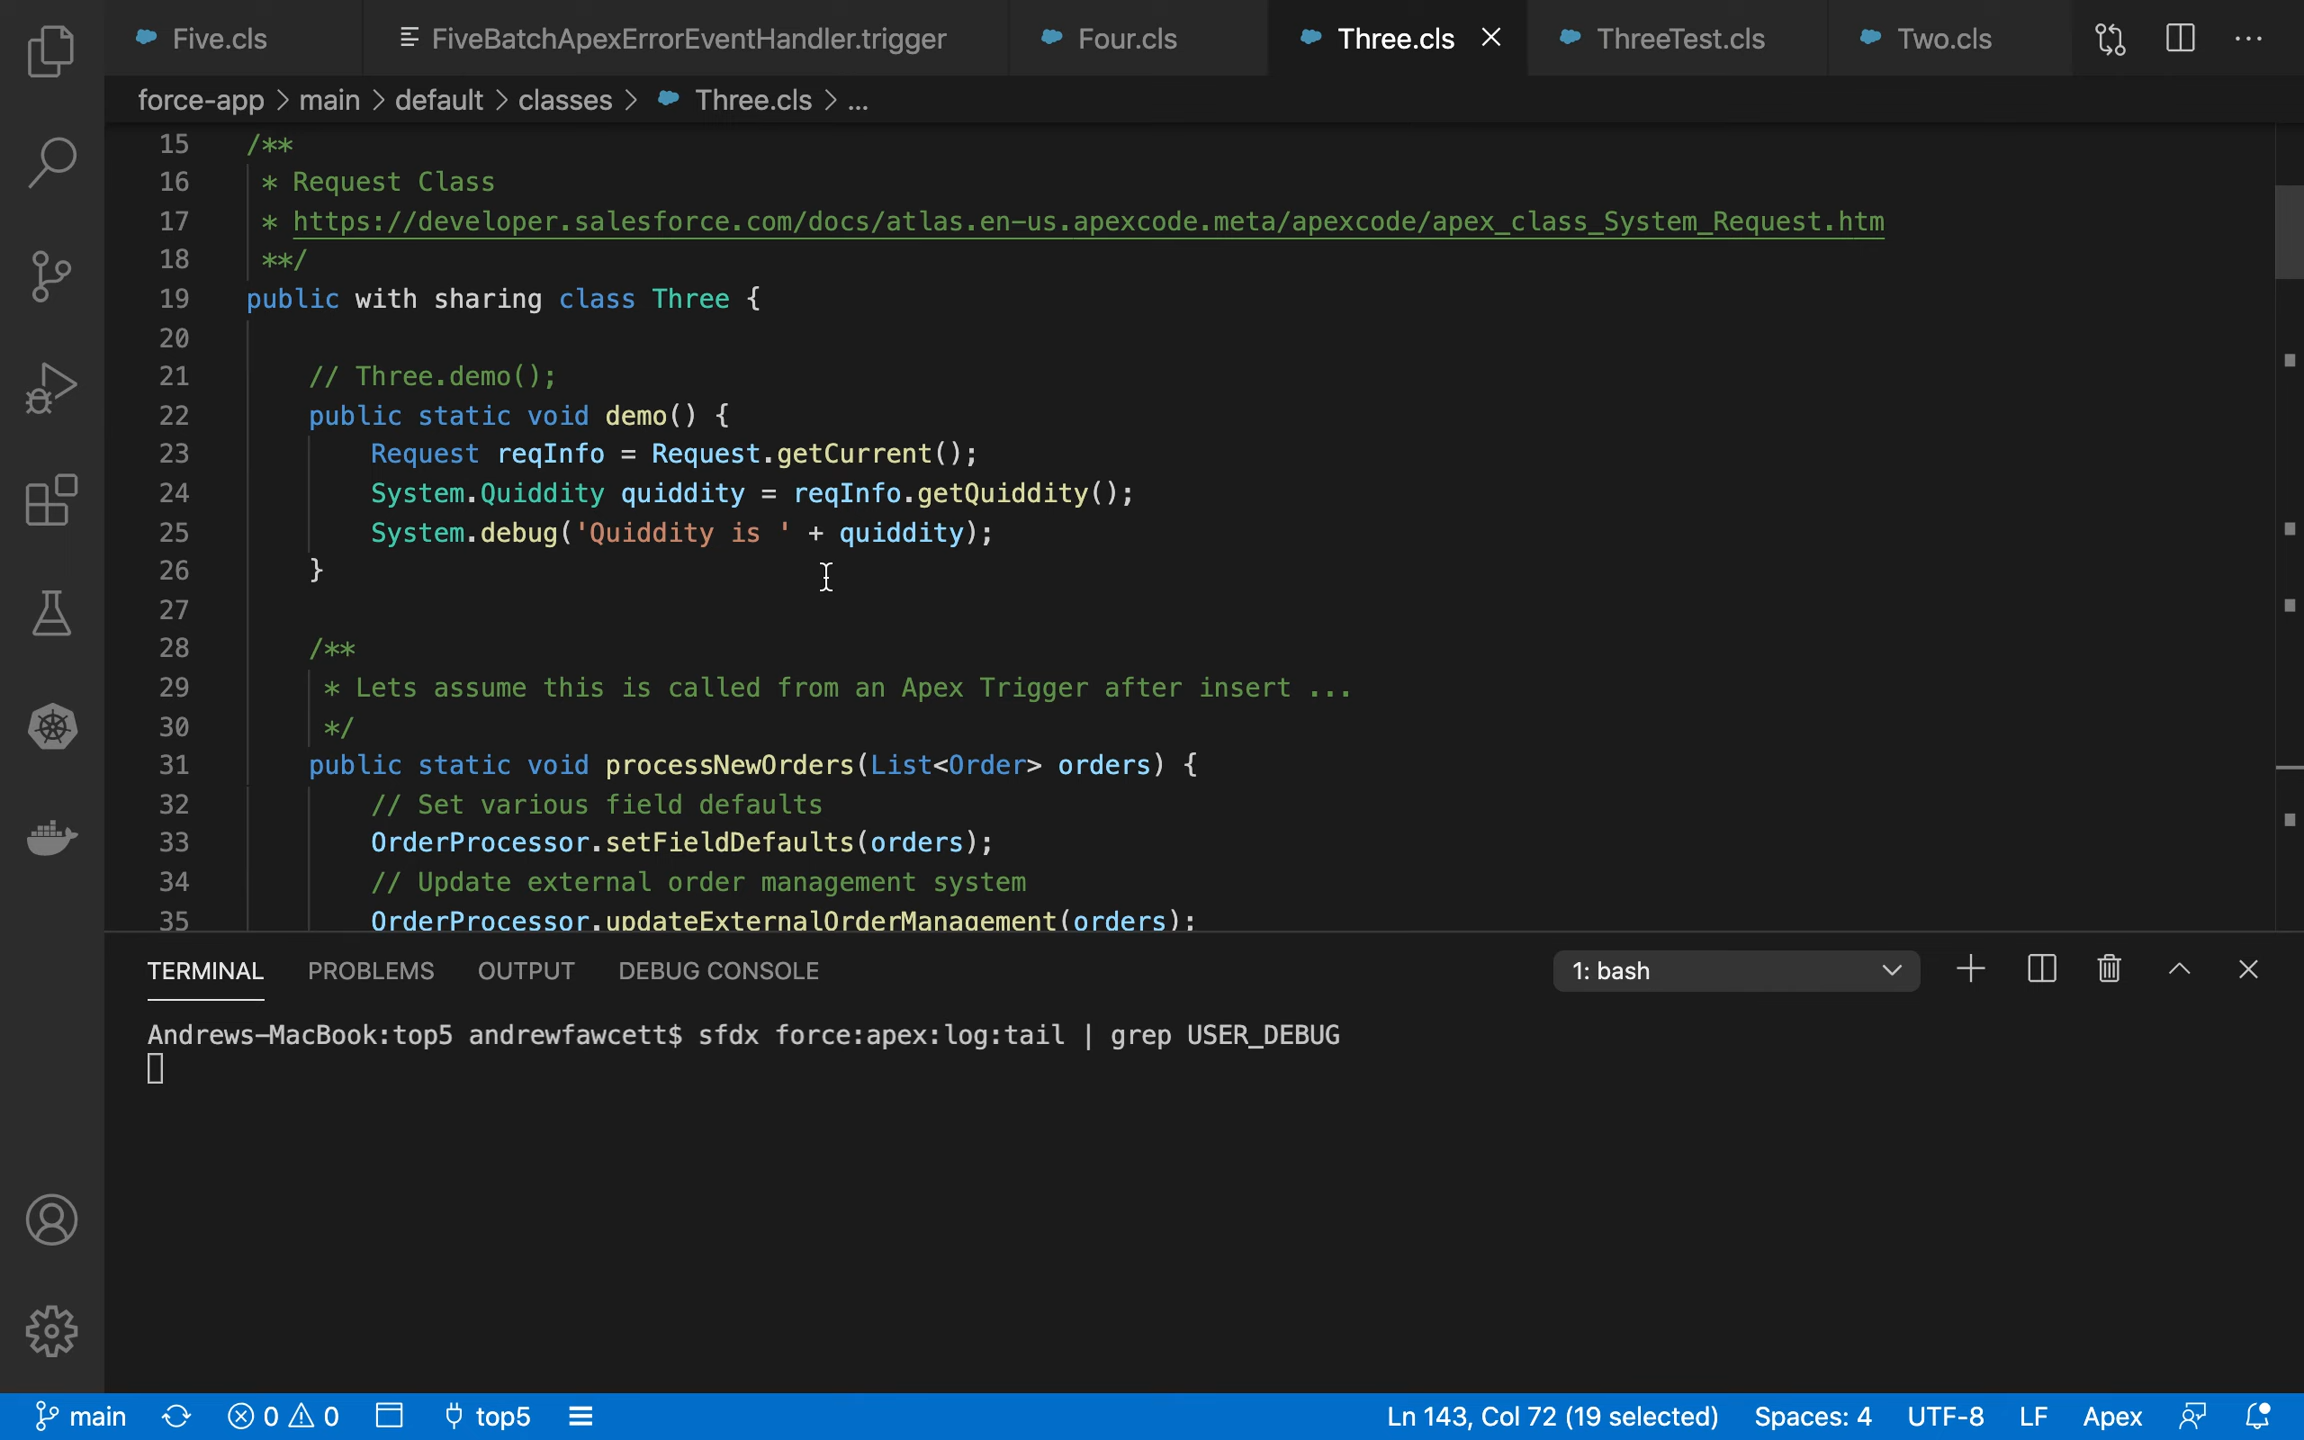 Five.cls
FiveBatchApexErrorEventHandler.trigger
Four.cls
Three.cls
ThreeTest.cls
Two.cls
force-app > main > default > classes > Three.cls > ...
15 /**
16 * Request Class
17 * https://developer.salesforce.com/docs/atlas.en-us.apexcode.meta/apexcode/apex_class_System_Request.htm
18 **/
19 public with sharing class Three {
20
21 // Three.demo();
22 public static void demo() {
23 Request reqInfo = Request.getCurrent();
24 System.Quiddity quiddity = reqInfo.getQuiddity();
25 System.debug('Quiddity is ' + quiddity);
26 }
27
28 /**
29 * Lets assume this is called from an Apex Trigger after insert ...
30 */
31 public static void processNewOrders(List<Order> orders) {
32 // Set various field defaults
33 OrderProcessor.setFieldDefaults(orders);
34 // Update external order management system
35 OrderProcessor.updateExternalOrderManagement(orders);
TERMINAL PROBLEMS OUTPUT DEBUG CONSOLE
1: bash
Andrews-MacBook:top5 andrewfawcett$ sfdx force:apex:log:tail | grep USER_DEBUG
main
0
0
top5
Ln 143, Col 72 (19 selected)
Spaces: 4
UTF-8
LF
Apex